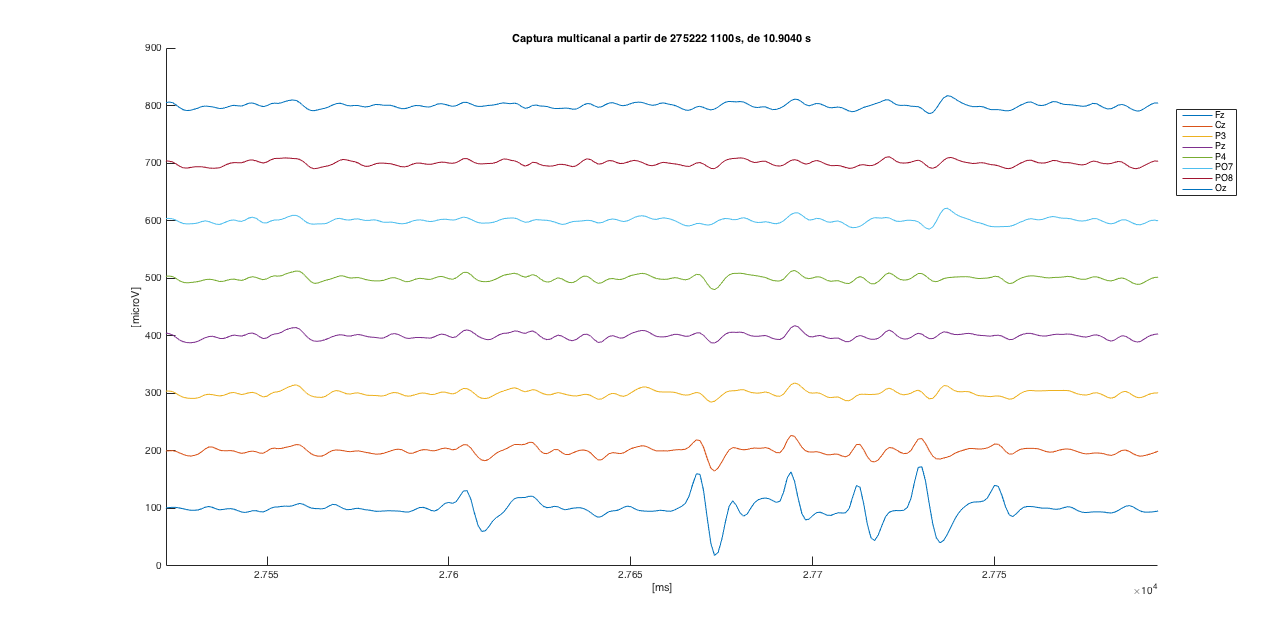 Captura multicanal a partir de 275222 1100s, de 10.9040 s
900
800
700
600
500
400
300
200
100
0
[microV]
2.755
2.76
2.765
2.77
2.775
[ms]
×10^4
Fz
Cz
P3
Pz
P4
PO7
PO8
Oz